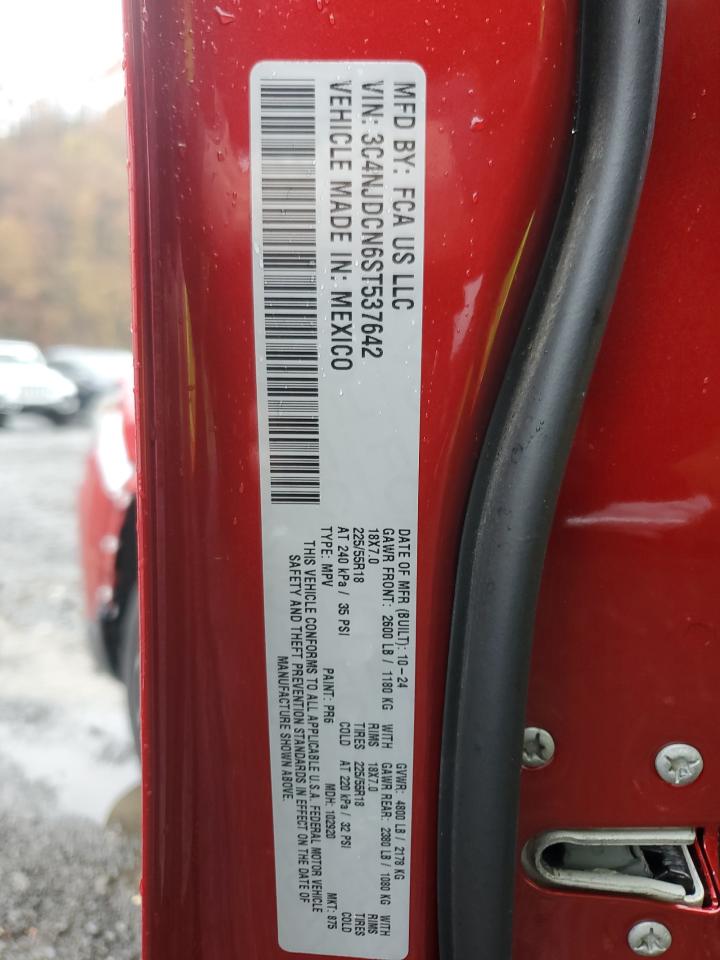 MFD BY: FCA US LLC
VIN: 3C4NJDCN6ST537642
VEHICLE MADE IN: MEXICO
DATE OF MFR (BUILT): 10-24 GVWR: 4800 LB / 2178 KG
GAWR FRONT: 2600 LB / 1180 KG WITH GAWR REAR: 2380 LB / 1080 KG WITH
18X7.0 RIMS 18X7.0 RIMS
225/55R18 TIRES 225/55R18 TIRES
AT 240 kPa / 35 PSI COLD AT 220 kPa / 32 PSI COLD
TYPE: MPV PAINT: PR6 MDH: 102920 MKT: 875
THIS VEHICLE CONFORMS TO ALL APPLICABLE U.S.A. FEDERAL MOTOR VEHICLE
SAFETY AND THEFT PREVENTION STANDARDS IN EFFECT ON THE DATE OF
MANUFACTURE SHOWN ABOVE.